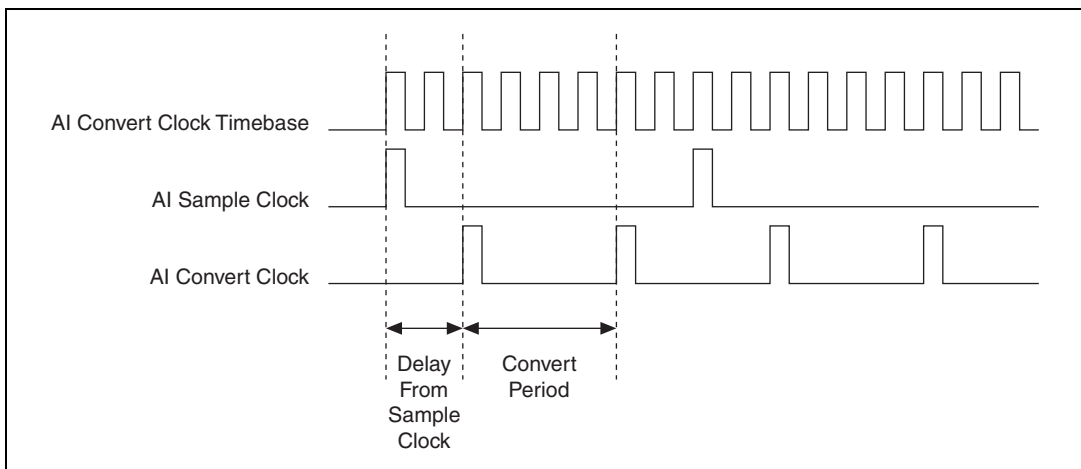 AI Convert Clock Timebase
AI Sample Clock
AI Convert Clock
Delay
From
Sample
Clock
Convert
Period